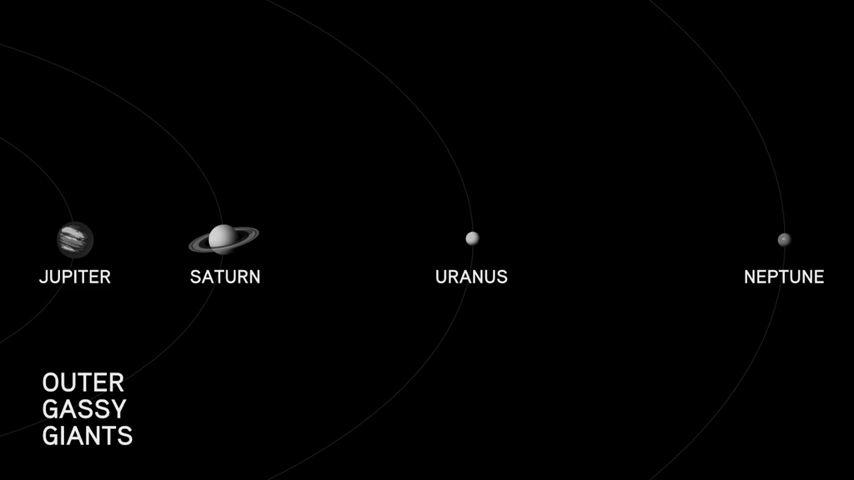 JUPITER
SATURN
URANUS
NEPTUNE
OUTER
GASSY
GIANTS